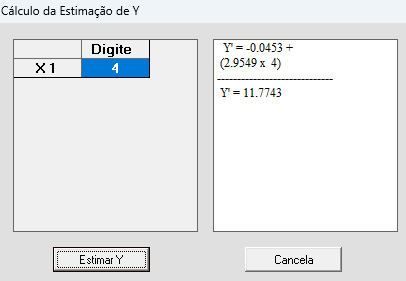 Cálculo da Estimação de Y
Digite
X 1 4
Y' = -0.0453 +
(2.9549 x 4)
------------------------------
Y' = 11.7743
Estimar Y
Cancela